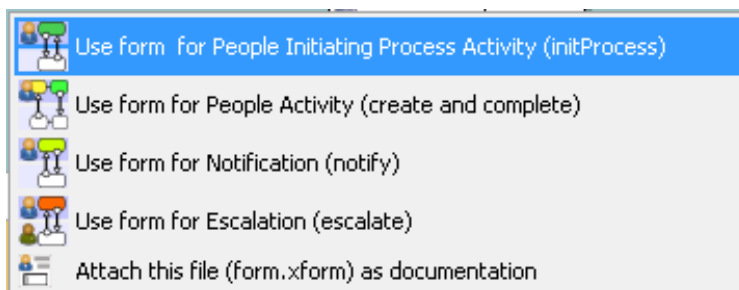 Use form for People Initiating Process Activity (initProcess)
Use form for People Activity (create and complete)
Use form for Notification (notify)
Use form for Escalation (escalate)
Attach this file (form.xform) as documentation